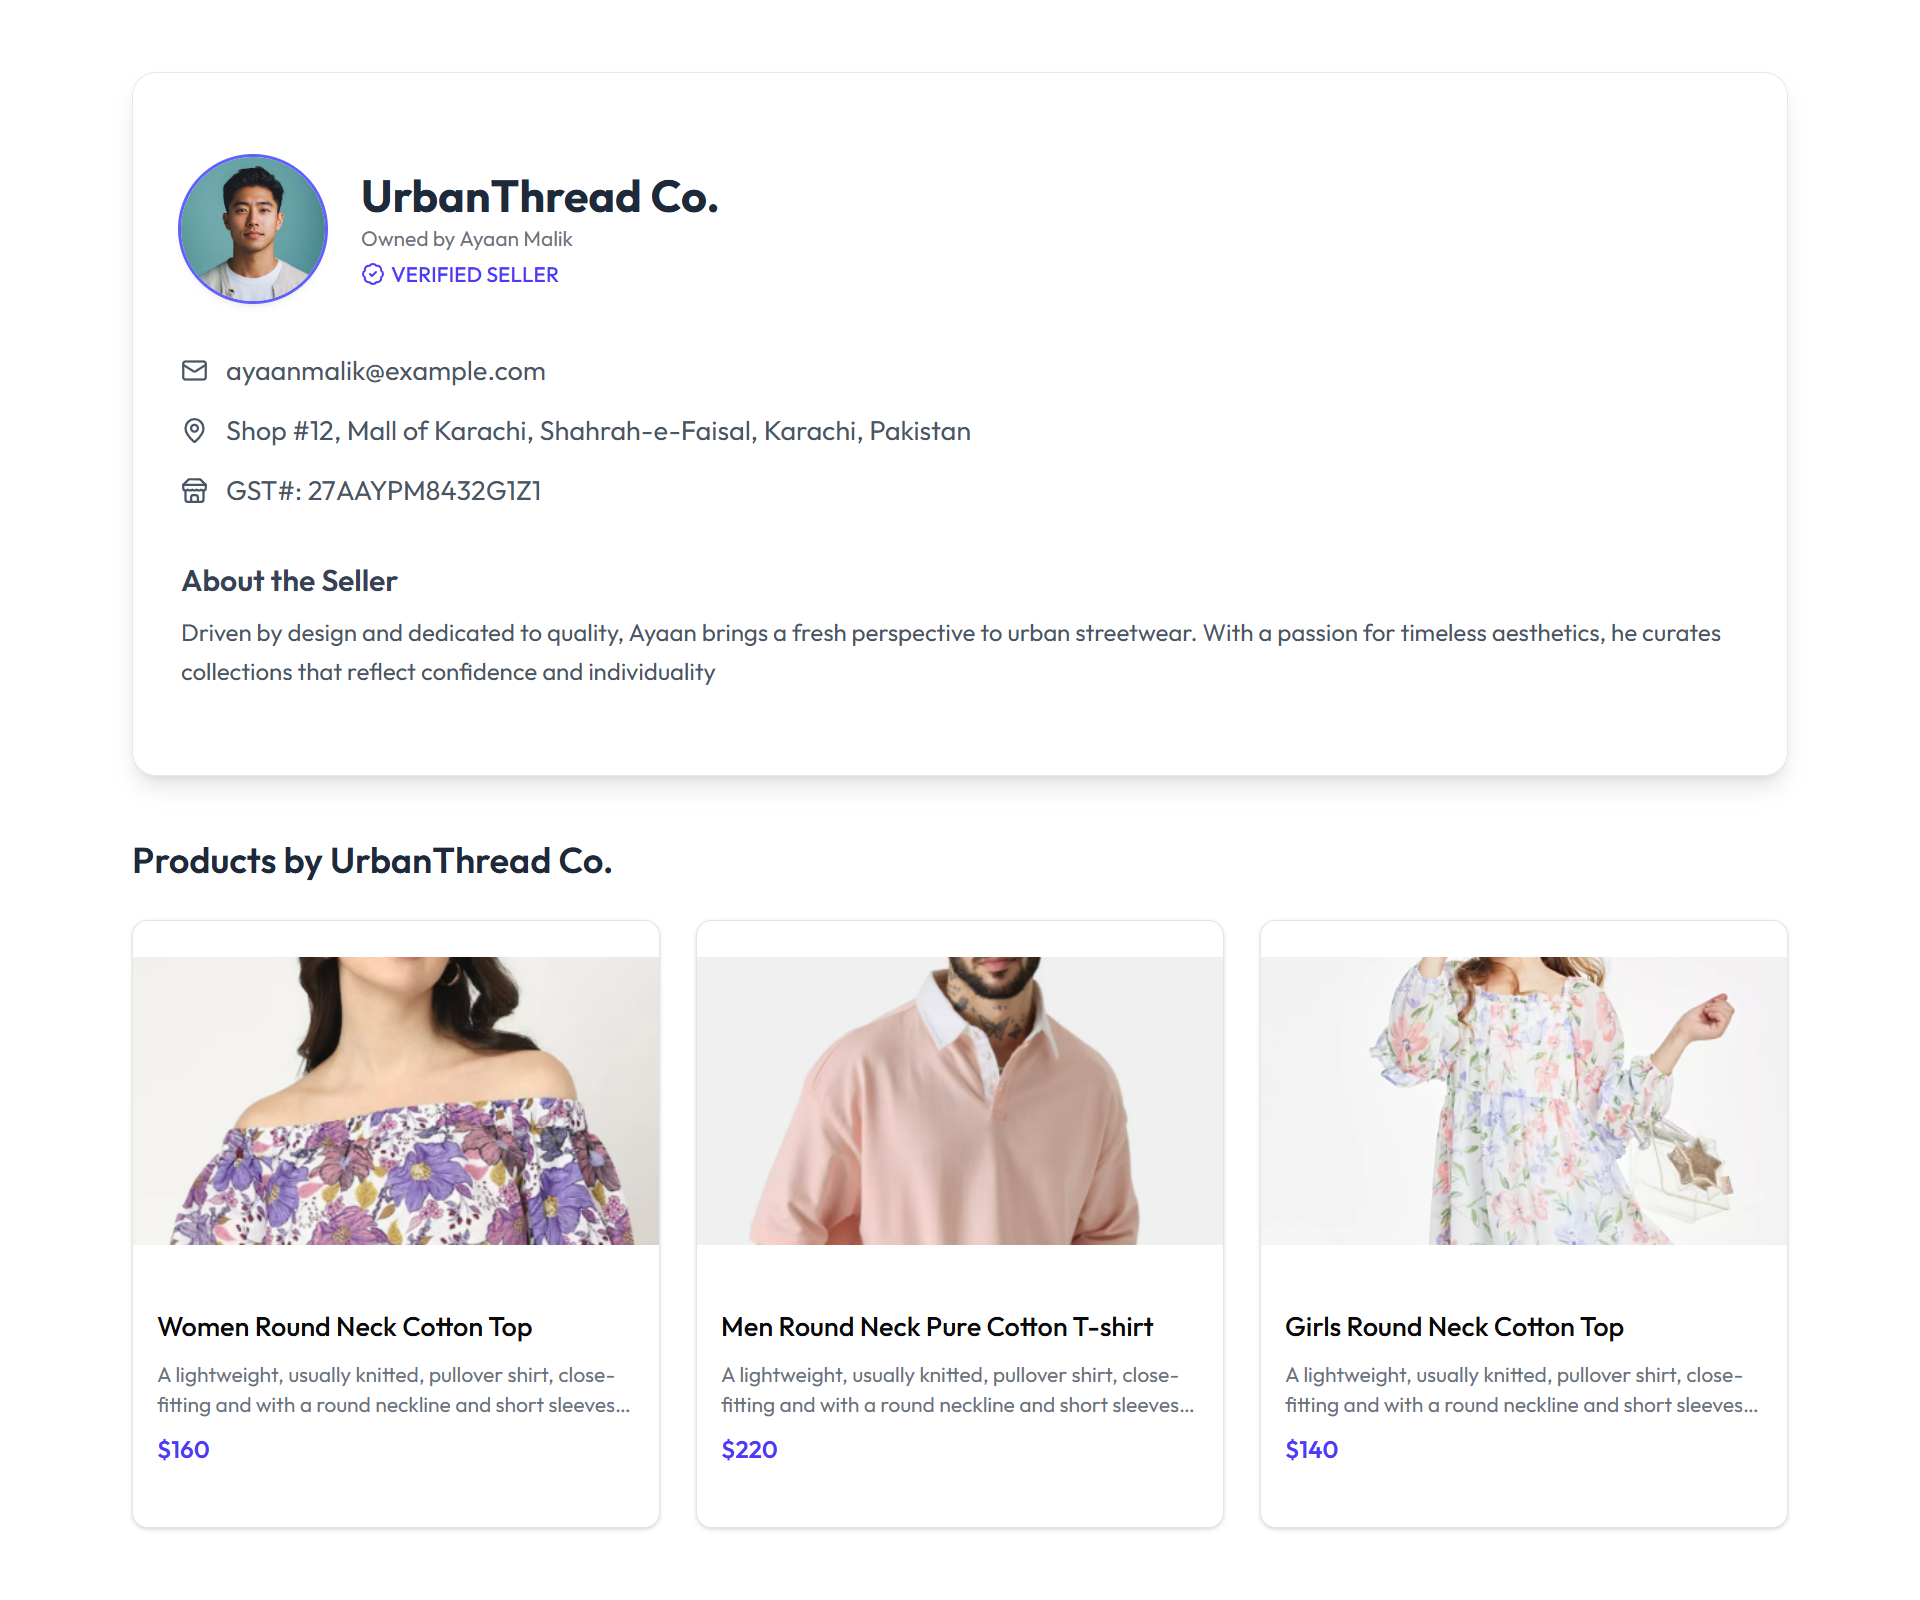 UrbanThread Co.
Owned by Ayaan Malik
VERIFIED SELLER
ayaanmalik@example.com
Shop #12, Mall of Karachi, Shahrah-e-Faisal, Karachi, Pakistan
GST#: 27AAYPM8432G1Z1
About the Seller
Driven by design and dedicated to quality, Ayaan brings a fresh perspective to urban streetwear. With a passion for timeless aesthetics, he curates
collections that reflect confidence and individuality
Products by UrbanThread Co.
Women Round Neck Cotton Top
A lightweight, usually knitted, pullover shirt, close-
fitting and with a round neckline and short sleeves...
$160
Men Round Neck Pure Cotton T-shirt
A lightweight, usually knitted, pullover shirt, close-
fitting and with a round neckline and short sleeves...
$220
Girls Round Neck Cotton Top
A lightweight, usually knitted, pullover shirt, close-
fitting and with a round neckline and short sleeves...
$140